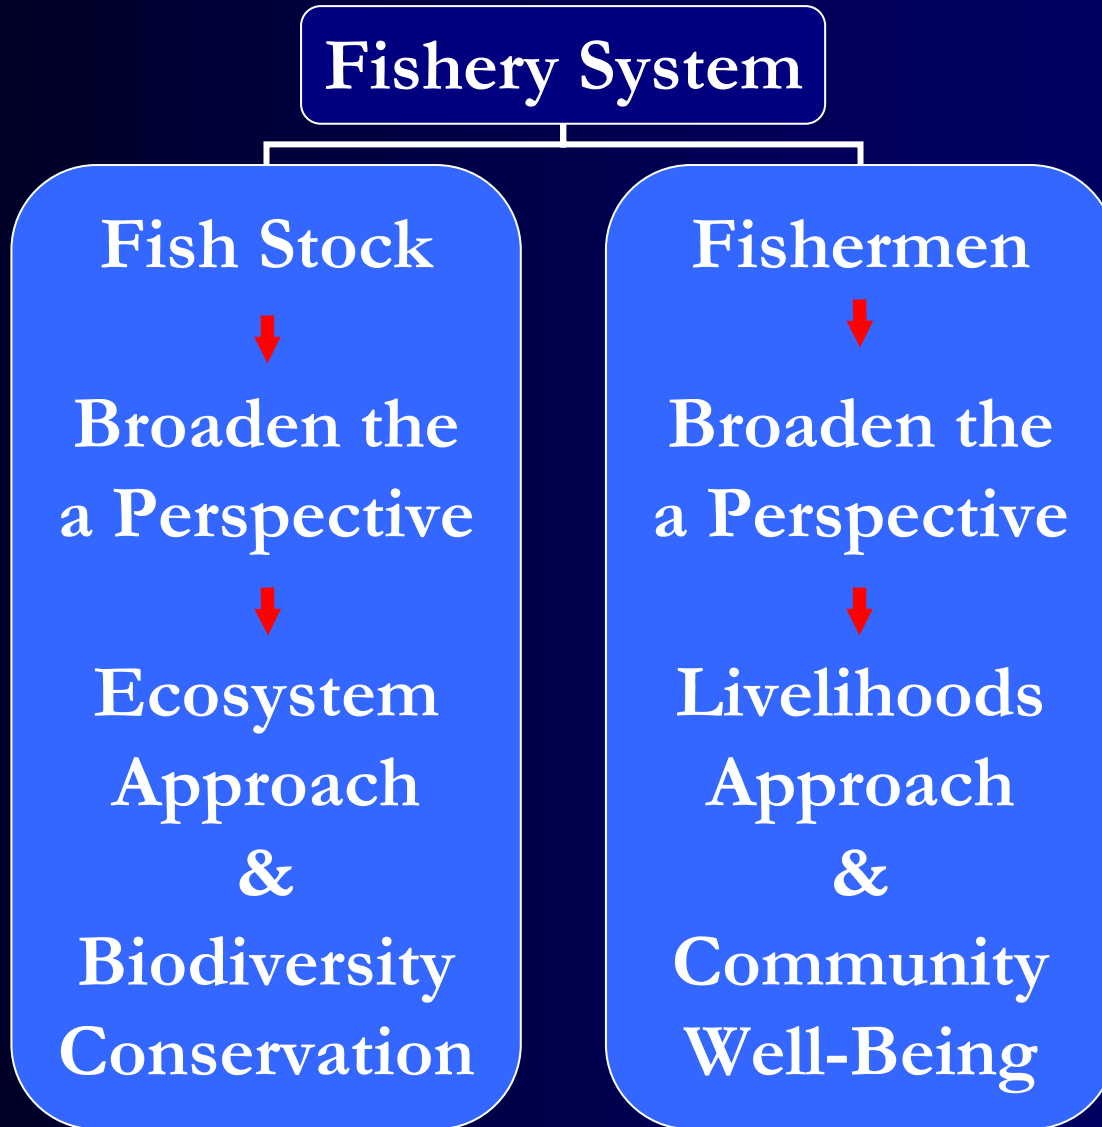 Fishery System
Fish Stock
Broaden the
a Perspective
Ecosystem
Approach
&
Biodiversity
Conservation
Fishermen
Broaden the
a Perspective
Livelihoods
Approach
&
Community
Well-Being